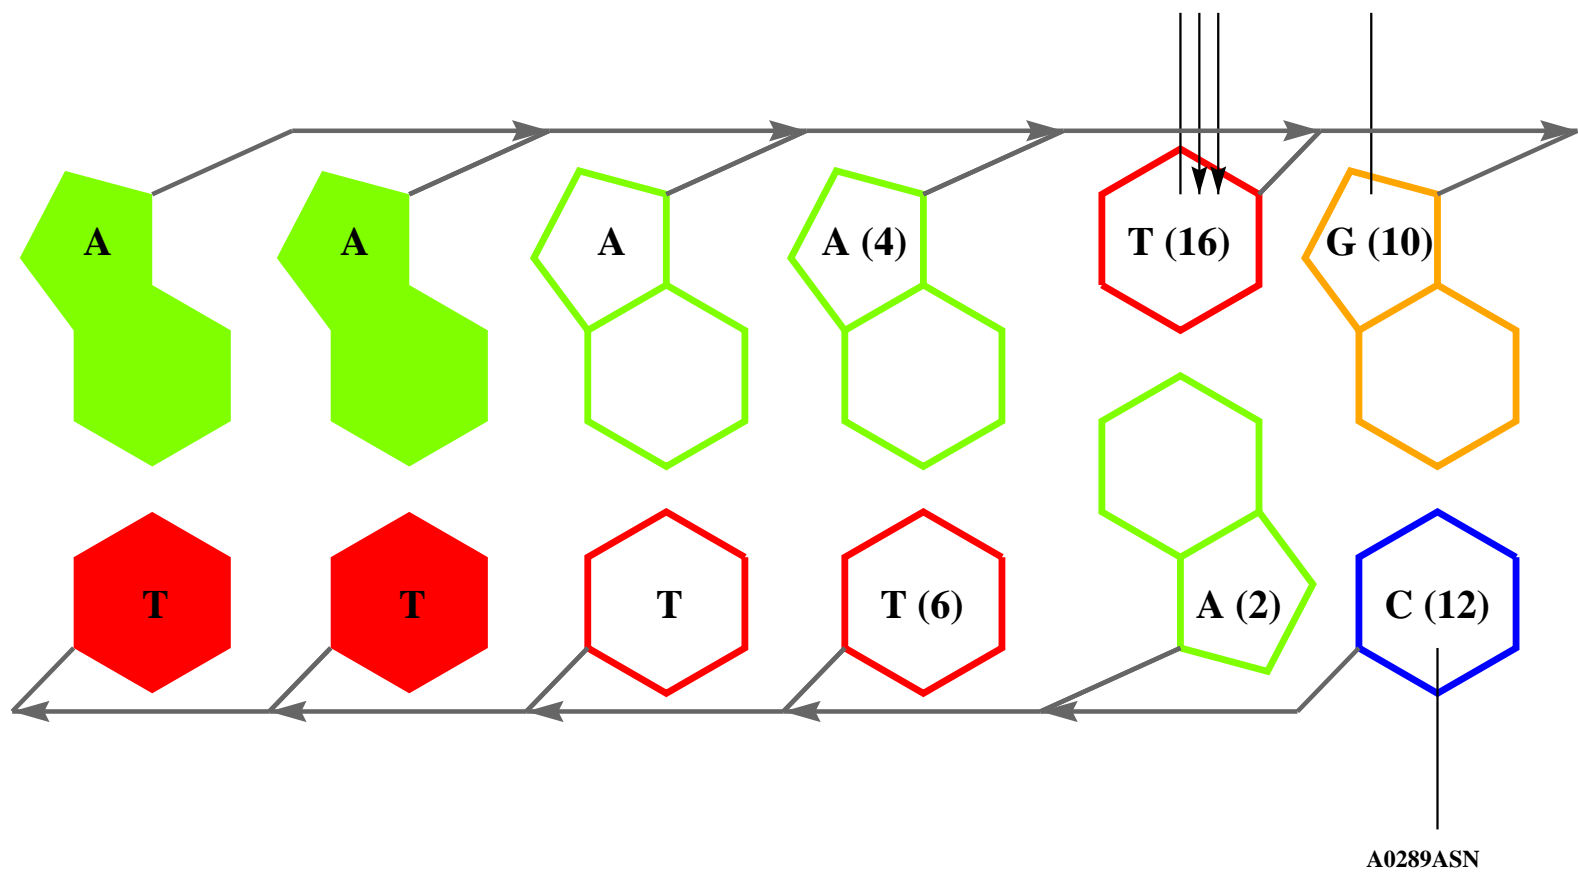 A A A A (4) T (16) G (10)
T T T T (6) A (2) C (12)
A0289ASN